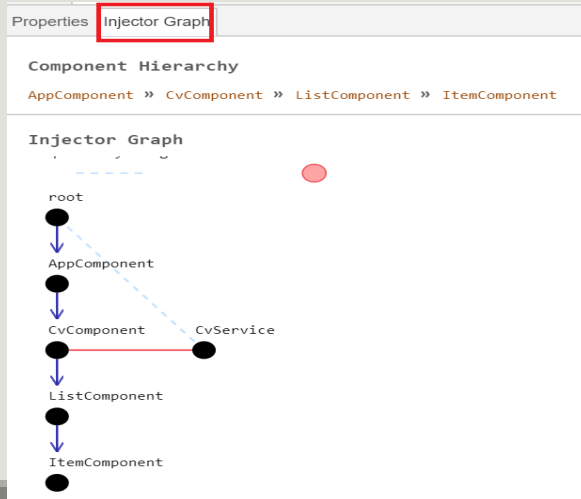 Properties Injector Graph
Component Hierarchy
AppComponent » CvComponent » ListComponent » ItemComponent
Injector Graph
root
AppComponent
CvComponent CvService
ListComponent
ItemComponent